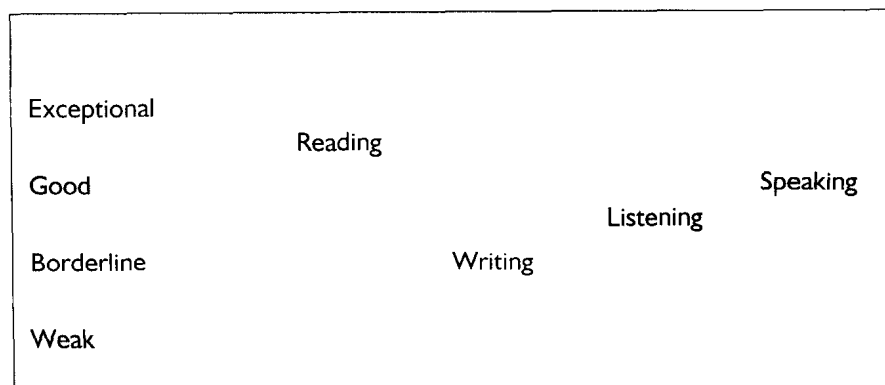 Exceptional
Reading
Good Speaking
Listening
Borderline Writing
Weak